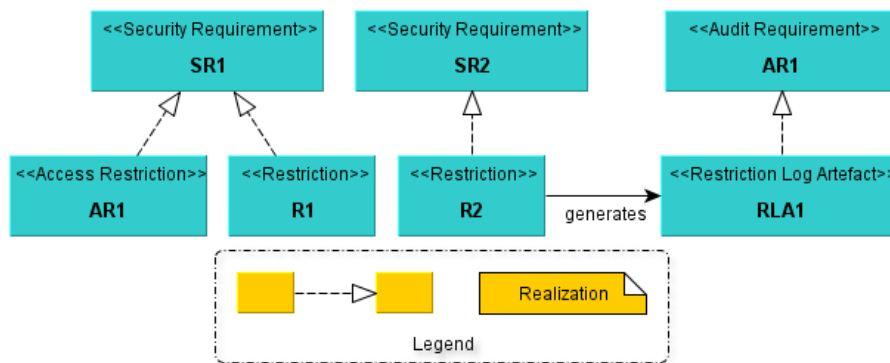 <<Security Requirement>>
SR1
<<Security Requirement>>
SR2
<<Audit Requirement>>
AR1
<<Access Restriction>>
AR1
<<Restriction>>
R1
<<Restriction>>
R2
generates
<<Restriction Log Artefact>>
RLA1
Realization
Legend